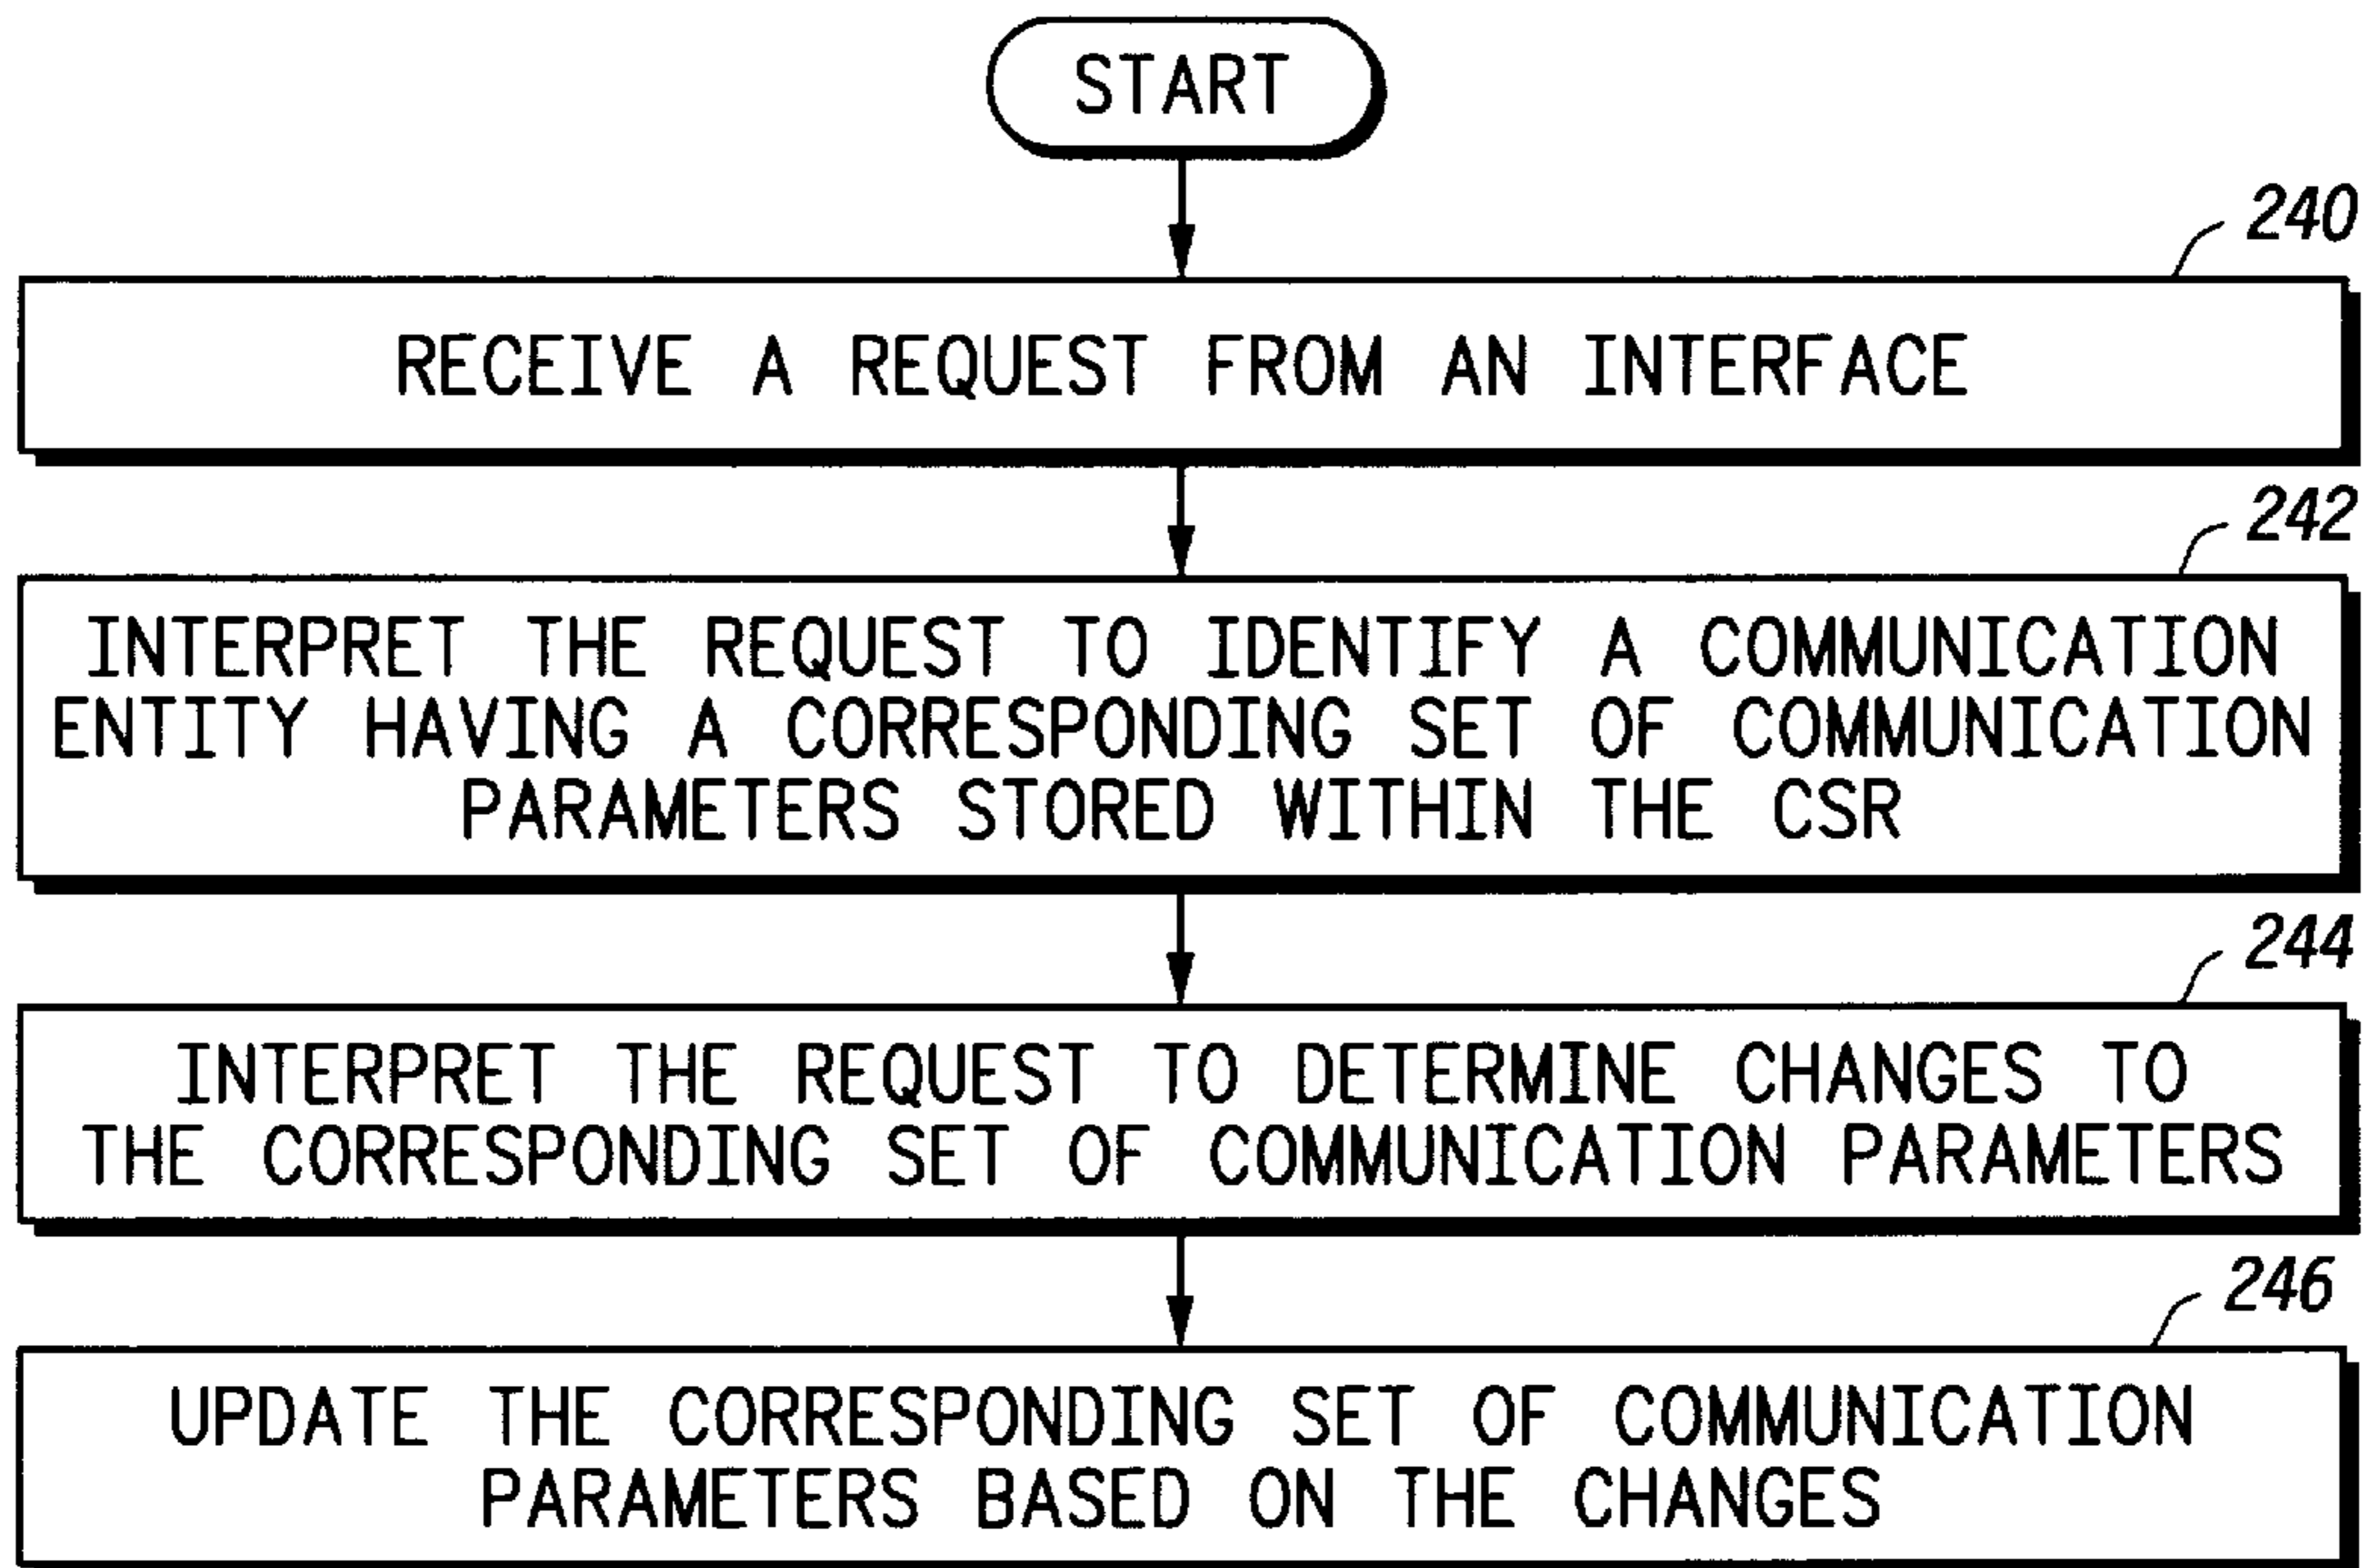 START
240
RECEIVE A REQUEST FROM AN INTERFACE
242
INTERPRET THE REQUEST TO IDENTIFY A COMMUNICATION
ENTITY HAVING A CORRESPONDING SET OF COMMUNICATION
PARAMETERS STORED WITHIN THE CSR
244
INTERPRET THE REQUEST TO DETERMINE CHANGES TO
THE CORRESPONDING SET OF COMMUNICATION PARAMETERS
246
UPDATE THE CORRESPONDING SET OF COMMUNICATION
PARAMETERS BASED ON THE CHANGES